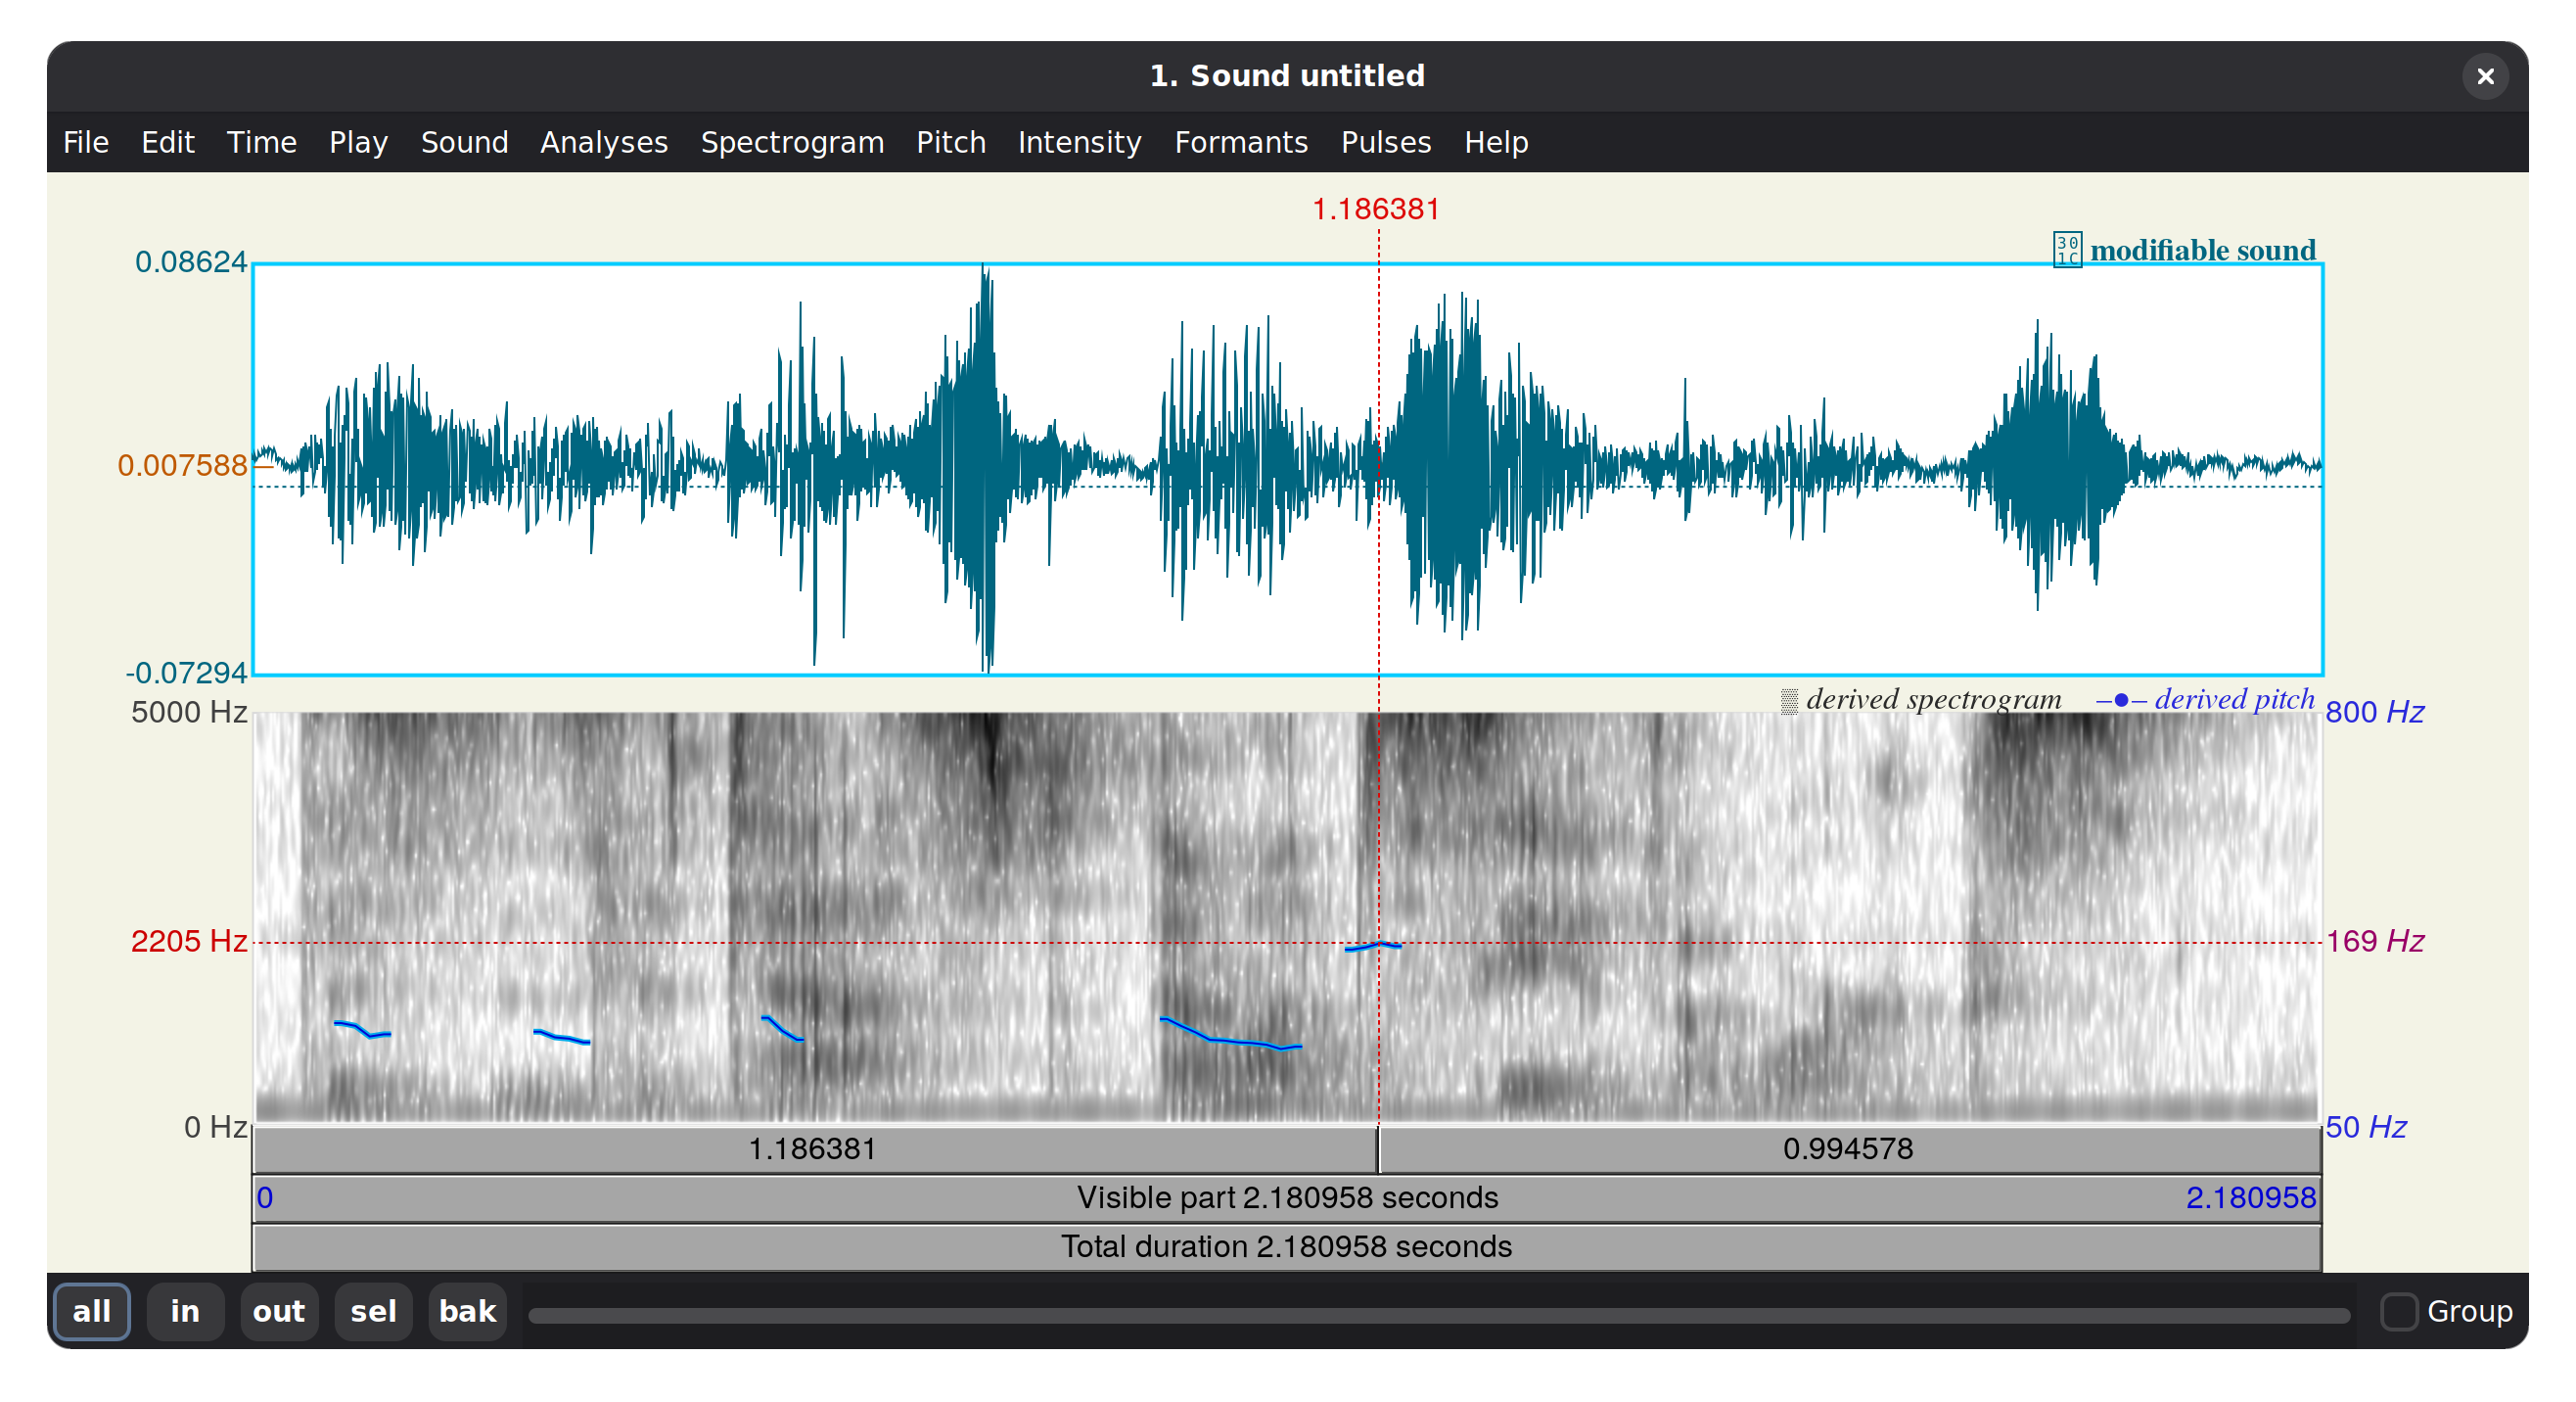 1. Sound untitled
File Edit Time Play Sound Analyses Spectrogram Pitch Intensity Formants Pulses Help
1.186381
0.08624
301C modifiable sound
0.007588
-0.07294
derived spectrogram –●– derived pitch
5000 Hz 800 Hz
2205 Hz 169 Hz
0 Hz 50 Hz
1.186381 0.994578
0 Visible part 2.180958 seconds 2.180958
Total duration 2.180958 seconds
all in out sel bak Group